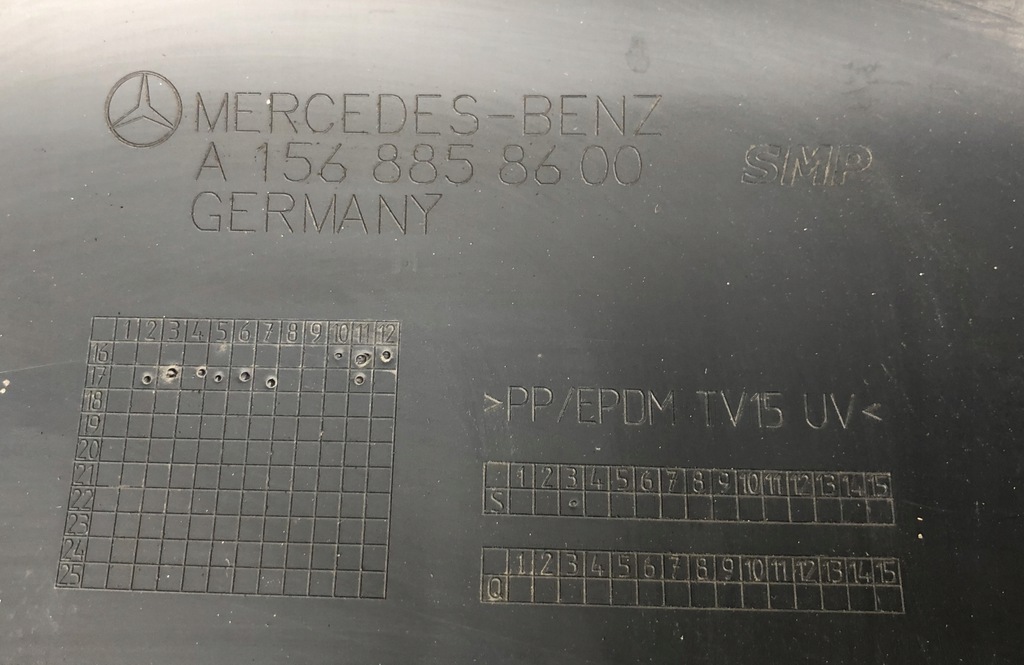 MERCEDES-BENZ
A 156 885 86 00
GERMANY
SMP
1 2 3 4 5 6 7 8 9 10 11 12
16
17
18
19
20
21
22
23
24
25
>PP/EPDM TV15 UV<
1 2 3 4 5 6 7 8 9 10 11 12 13 14 15
S
1 2 3 4 5 6 7 8 9 10 11 12 13 14 15
Q